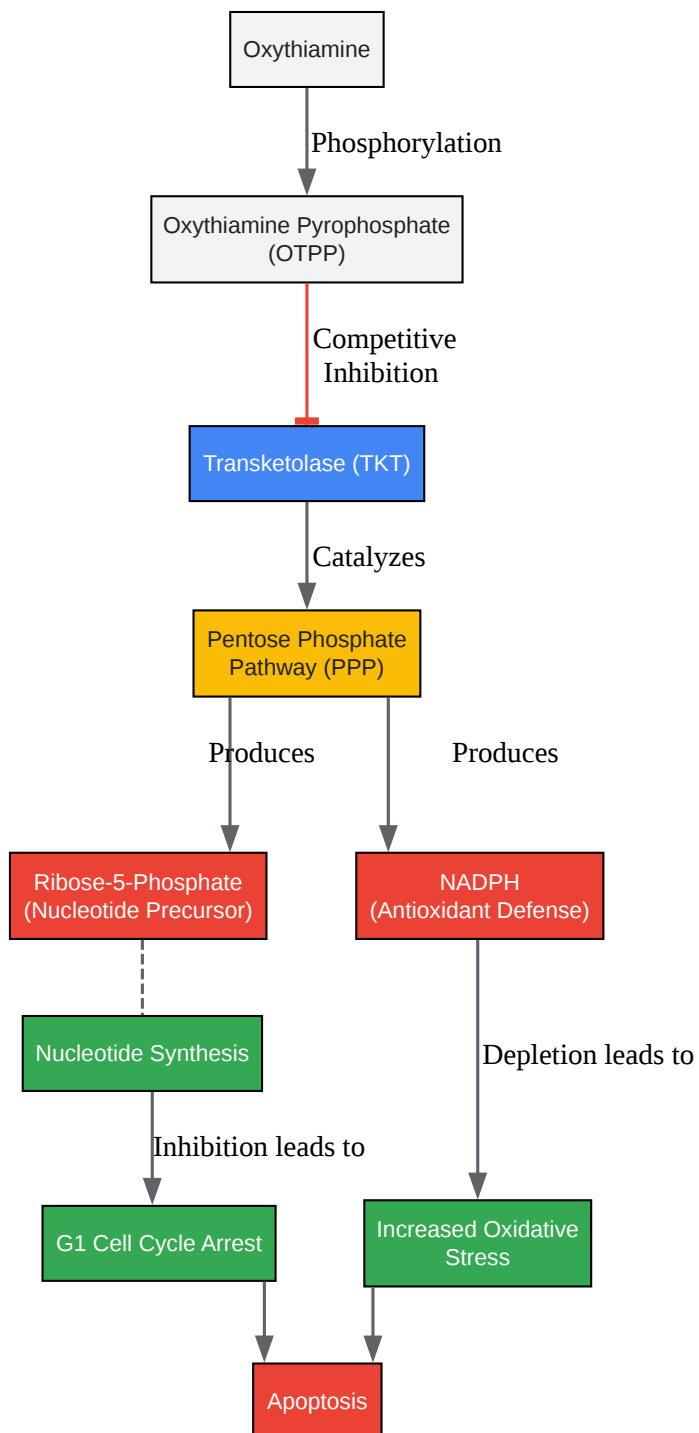 Oxythiamine
Phosphorylation
Oxythiamine Pyrophosphate
(OTPP)
Competitive
Inhibition
Transketolase (TKT)
Catalyzes
Pentose Phosphate
Pathway (PPP)
Produces
Produces
Ribose-5-Phosphate
(Nucleotide Precursor)
NADPH
(Antioxidant Defense)
Nucleotide Synthesis
Depletion leads to
Inhibition leads to
G1 Cell Cycle Arrest
Increased Oxidative
Stress
Apoptosis